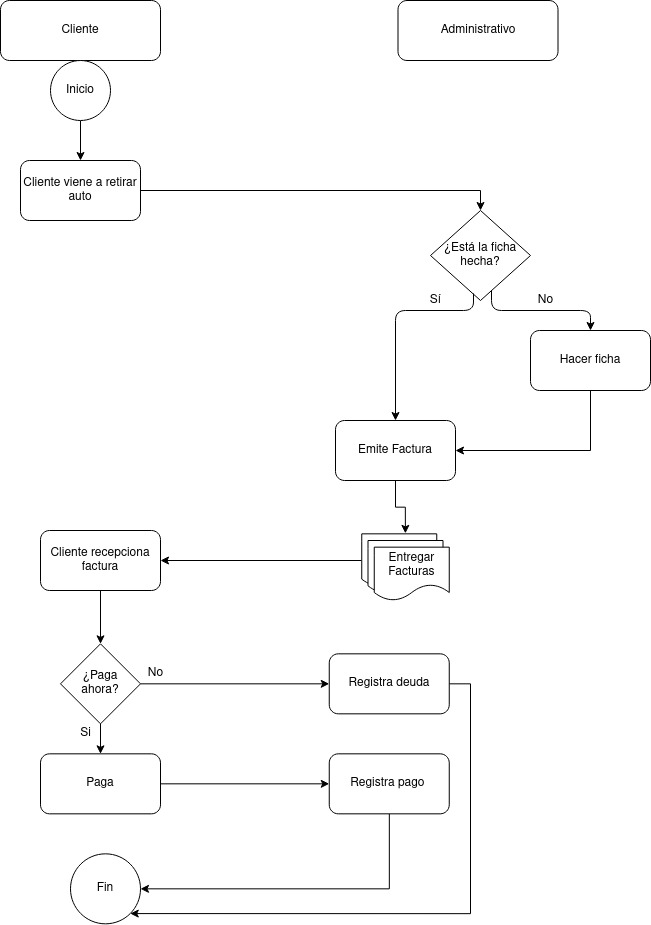 Cliente
Administrativo
Inicio
Cliente viene a retirar
auto
¿Está la ficha
hecha?
Sí
No
Hacer ficha
Emite Factura
Entregar
Facturas
Cliente recepciona
factura
¿Paga
ahora?
No
Registra deuda
Si
Paga
Registra pago
Fin